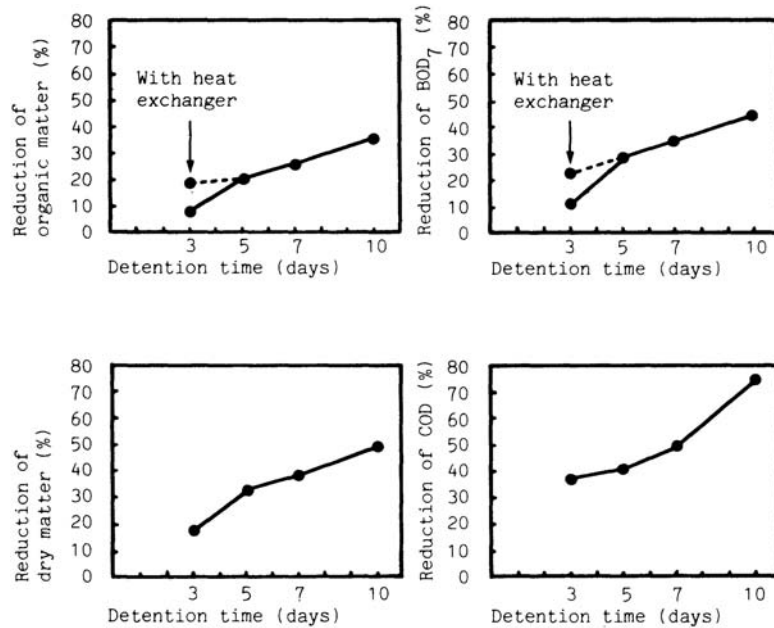 Reduction of
organic matter (%)
80
70
60
50
40
30
20
10
0
With heat
exchanger
3 5 7 10
Detention time (days)
Reduction of BOD7 (%)
80
70
60
50
40
30
20
10
0
With heat
exchanger
3 5 7 10
Detention time (days)
Reduction of
dry matter (%)
80
70
60
50
40
30
20
10
0
3 5 7 10
Detention time (days)
Reduction of COD (%)
80
70
60
50
40
30
20
10
0
3 5 7 10
Detention time (days)